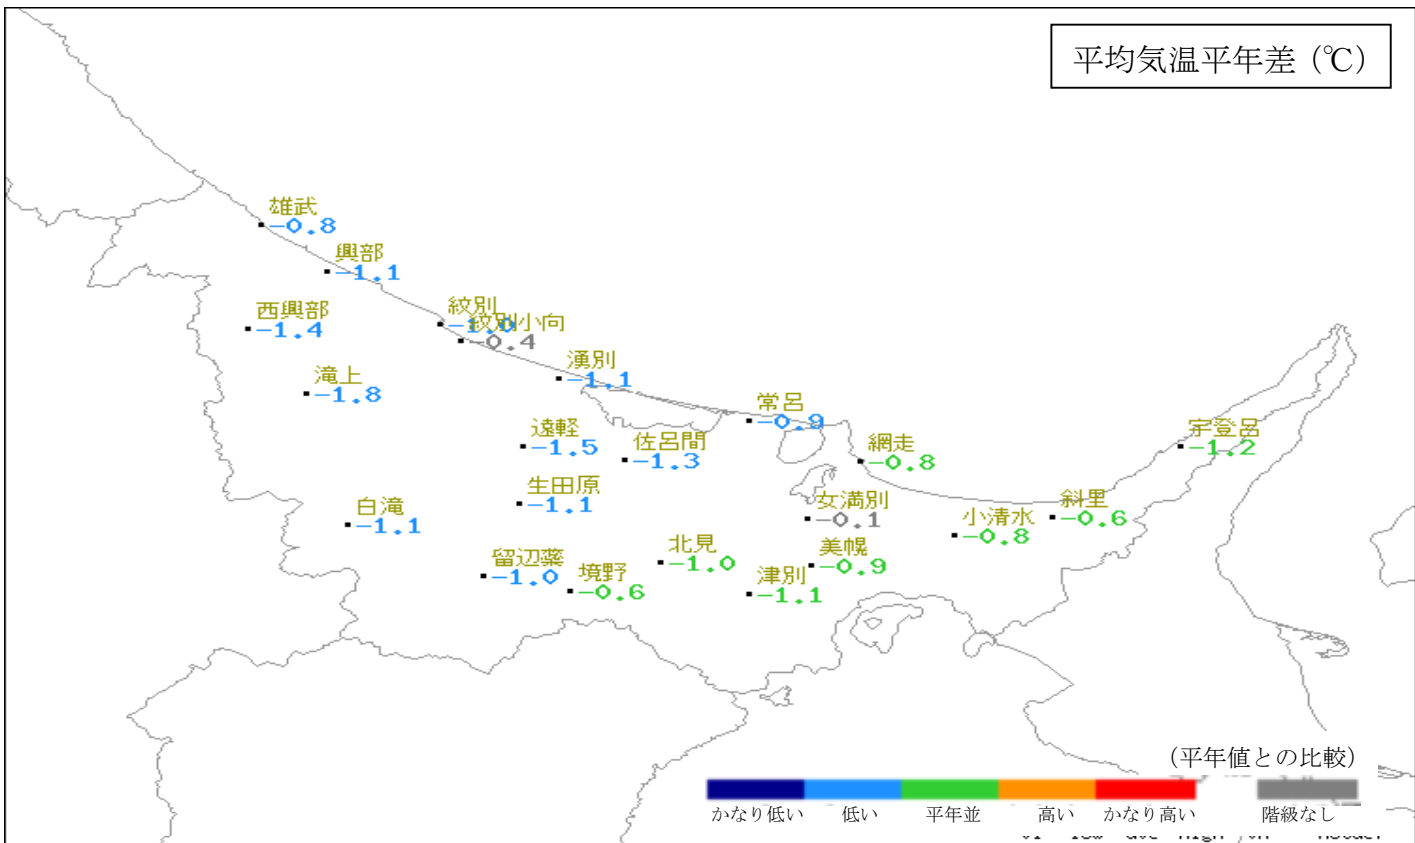 平均気温平年差（℃）
雄武
-0.8
興部
-1.1
西興部
-1.4
紋別
-1.0
紋別小向
-0.4
滝上
-1.8
湧別
-1.1
常呂
-0.9
遠軽
-1.5
佐呂間
-1.3
網走
-0.8
宇登呂
-1.2
生田原
-1.1
白滝
-1.1
女満別
-0.1
斜里
-0.6
小清水
-0.8
北見
-1.0
美幌
-0.9
留辺蘂
-1.0
境野
-0.6
津別
-1.1
（平年値との比較）
かなり低い 低い 平年並 高い かなり高い 階級なし